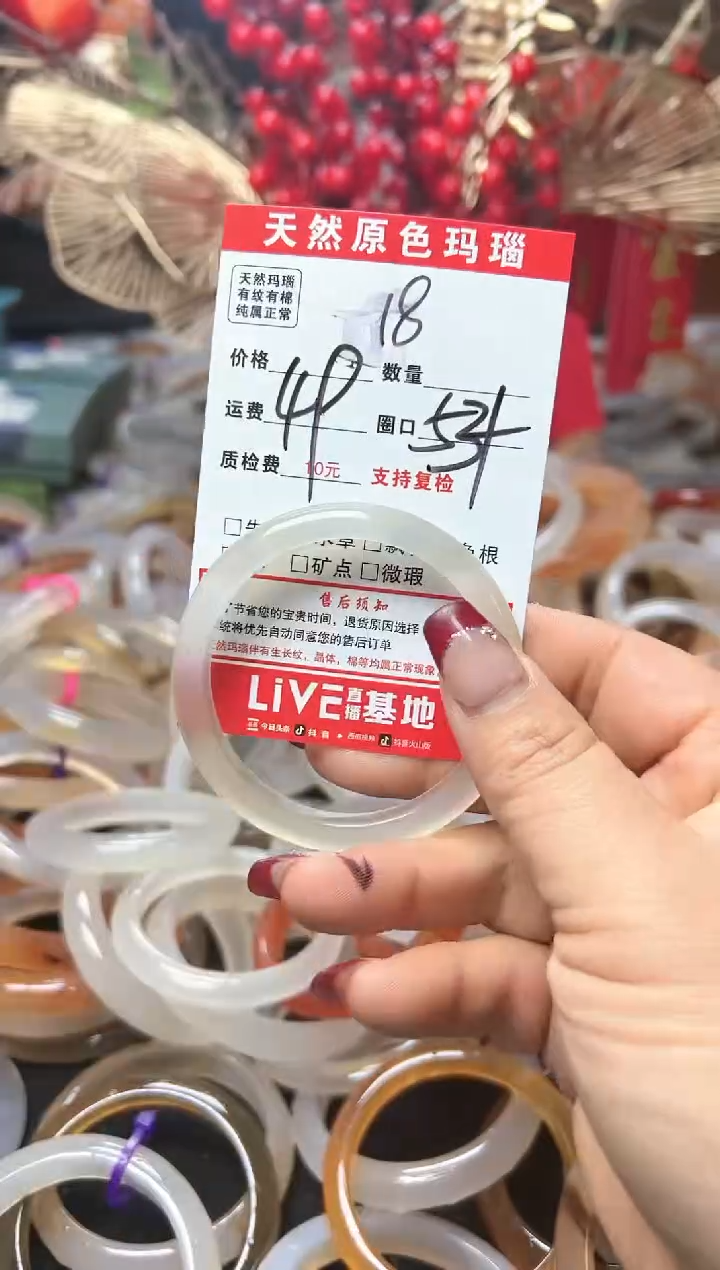 天然原色玛瑙
天然玛瑙
有纹有棉
纯属正常
18
价格 数量
49
运费 圈口
质检费 10元 支持复检
□矿点 □微瑕
售后须知
节省您的宝贵时间，退货原因选择
统将优先自动同意您的售后订单
然玛瑙伴有生长纹，晶体，棉等均属正常现象
LiVE直播基地
今日头条 抖音 西瓜视频 抖音火山版